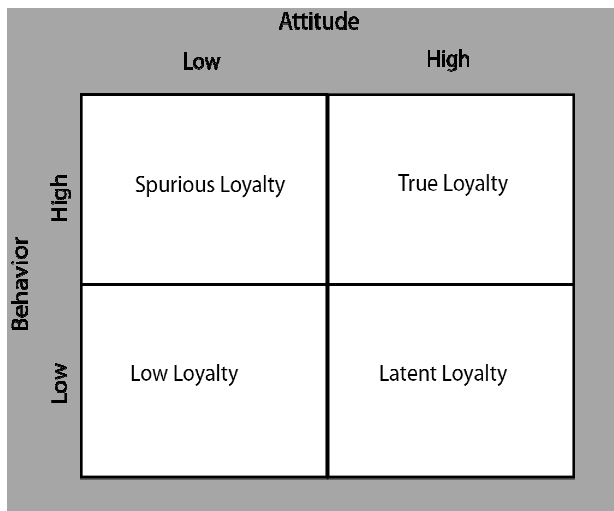 Attitude
Low
High
High
Spurious Loyalty
True Loyalty
Behavior
Low
Low Loyalty
Latent Loyalty